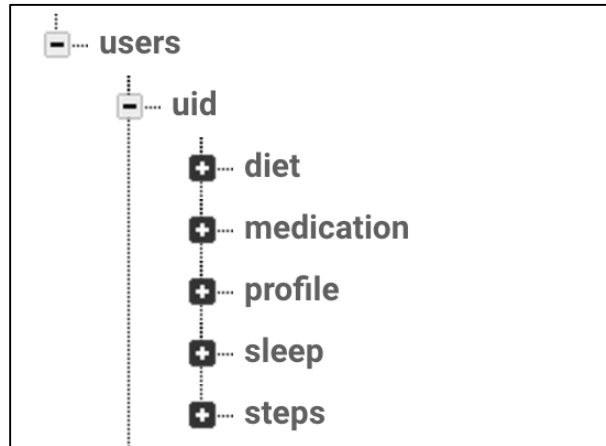 users
uid
diet
medication
profile
sleep
steps